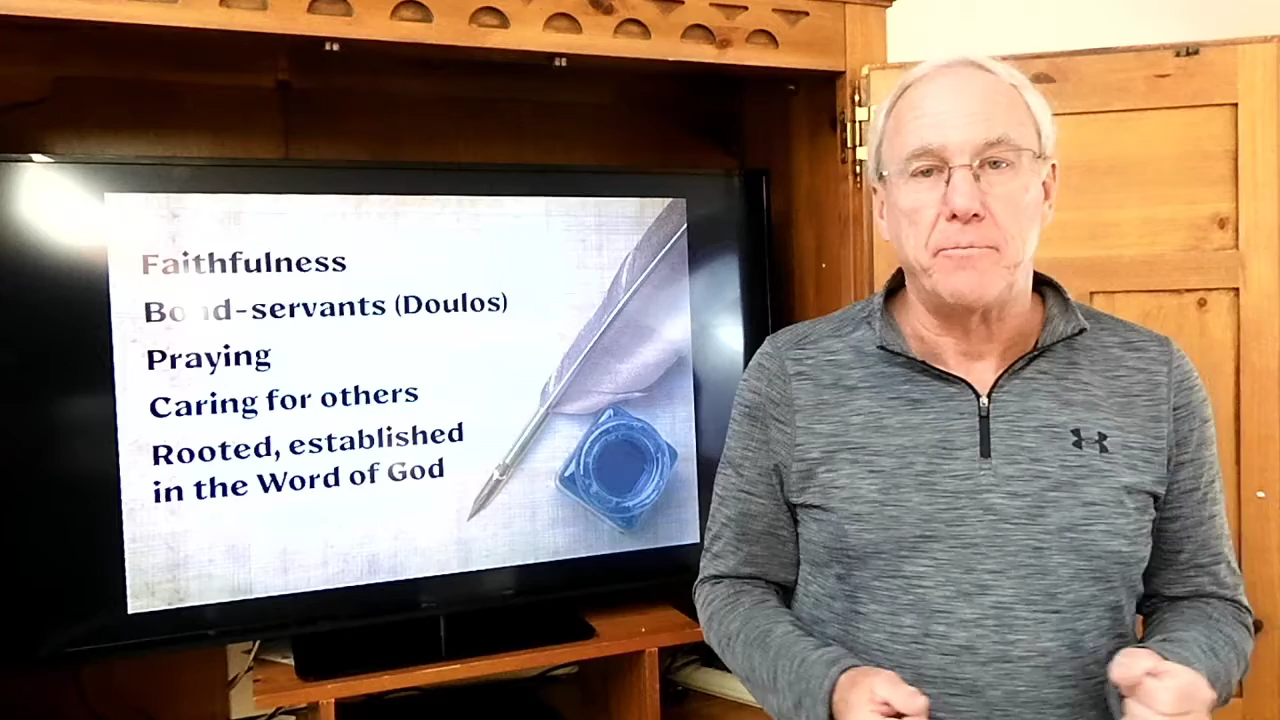 Faithfulness
Bond-servants (Doulos)
Praying
Caring for others
Rooted, established
in the Word of God